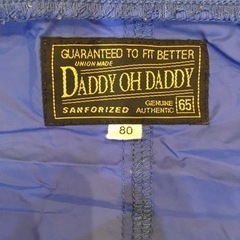 GUARANTEED TO FIT BETTER
UNION MADE
DADDY OH DADDY
SANFORIZED GENUINE AUTHENTIC 65
80